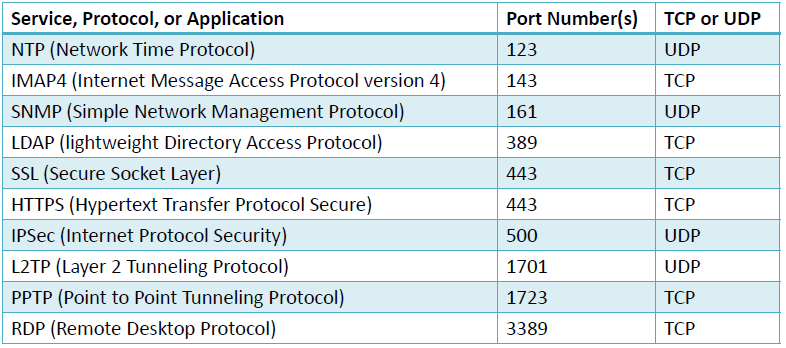 Service, Protocol, or Application Port Number(s) TCP or UDP
NTP (Network Time Protocol) 123 UDP
IMAP4 (Internet Message Access Protocol version 4) 143 TCP
SNMP (Simple Network Management Protocol) 161 UDP
LDAP (lightweight Directory Access Protocol) 389 TCP
SSL (Secure Socket Layer) 443 TCP
HTTPS (Hypertext Transfer Protocol Secure) 443 TCP
IPSec (Internet Protocol Security) 500 UDP
L2TP (Layer 2 Tunneling Protocol) 1701 UDP
PPTP (Point to Point Tunneling Protocol) 1723 TCP
RDP (Remote Desktop Protocol) 3389 TCP